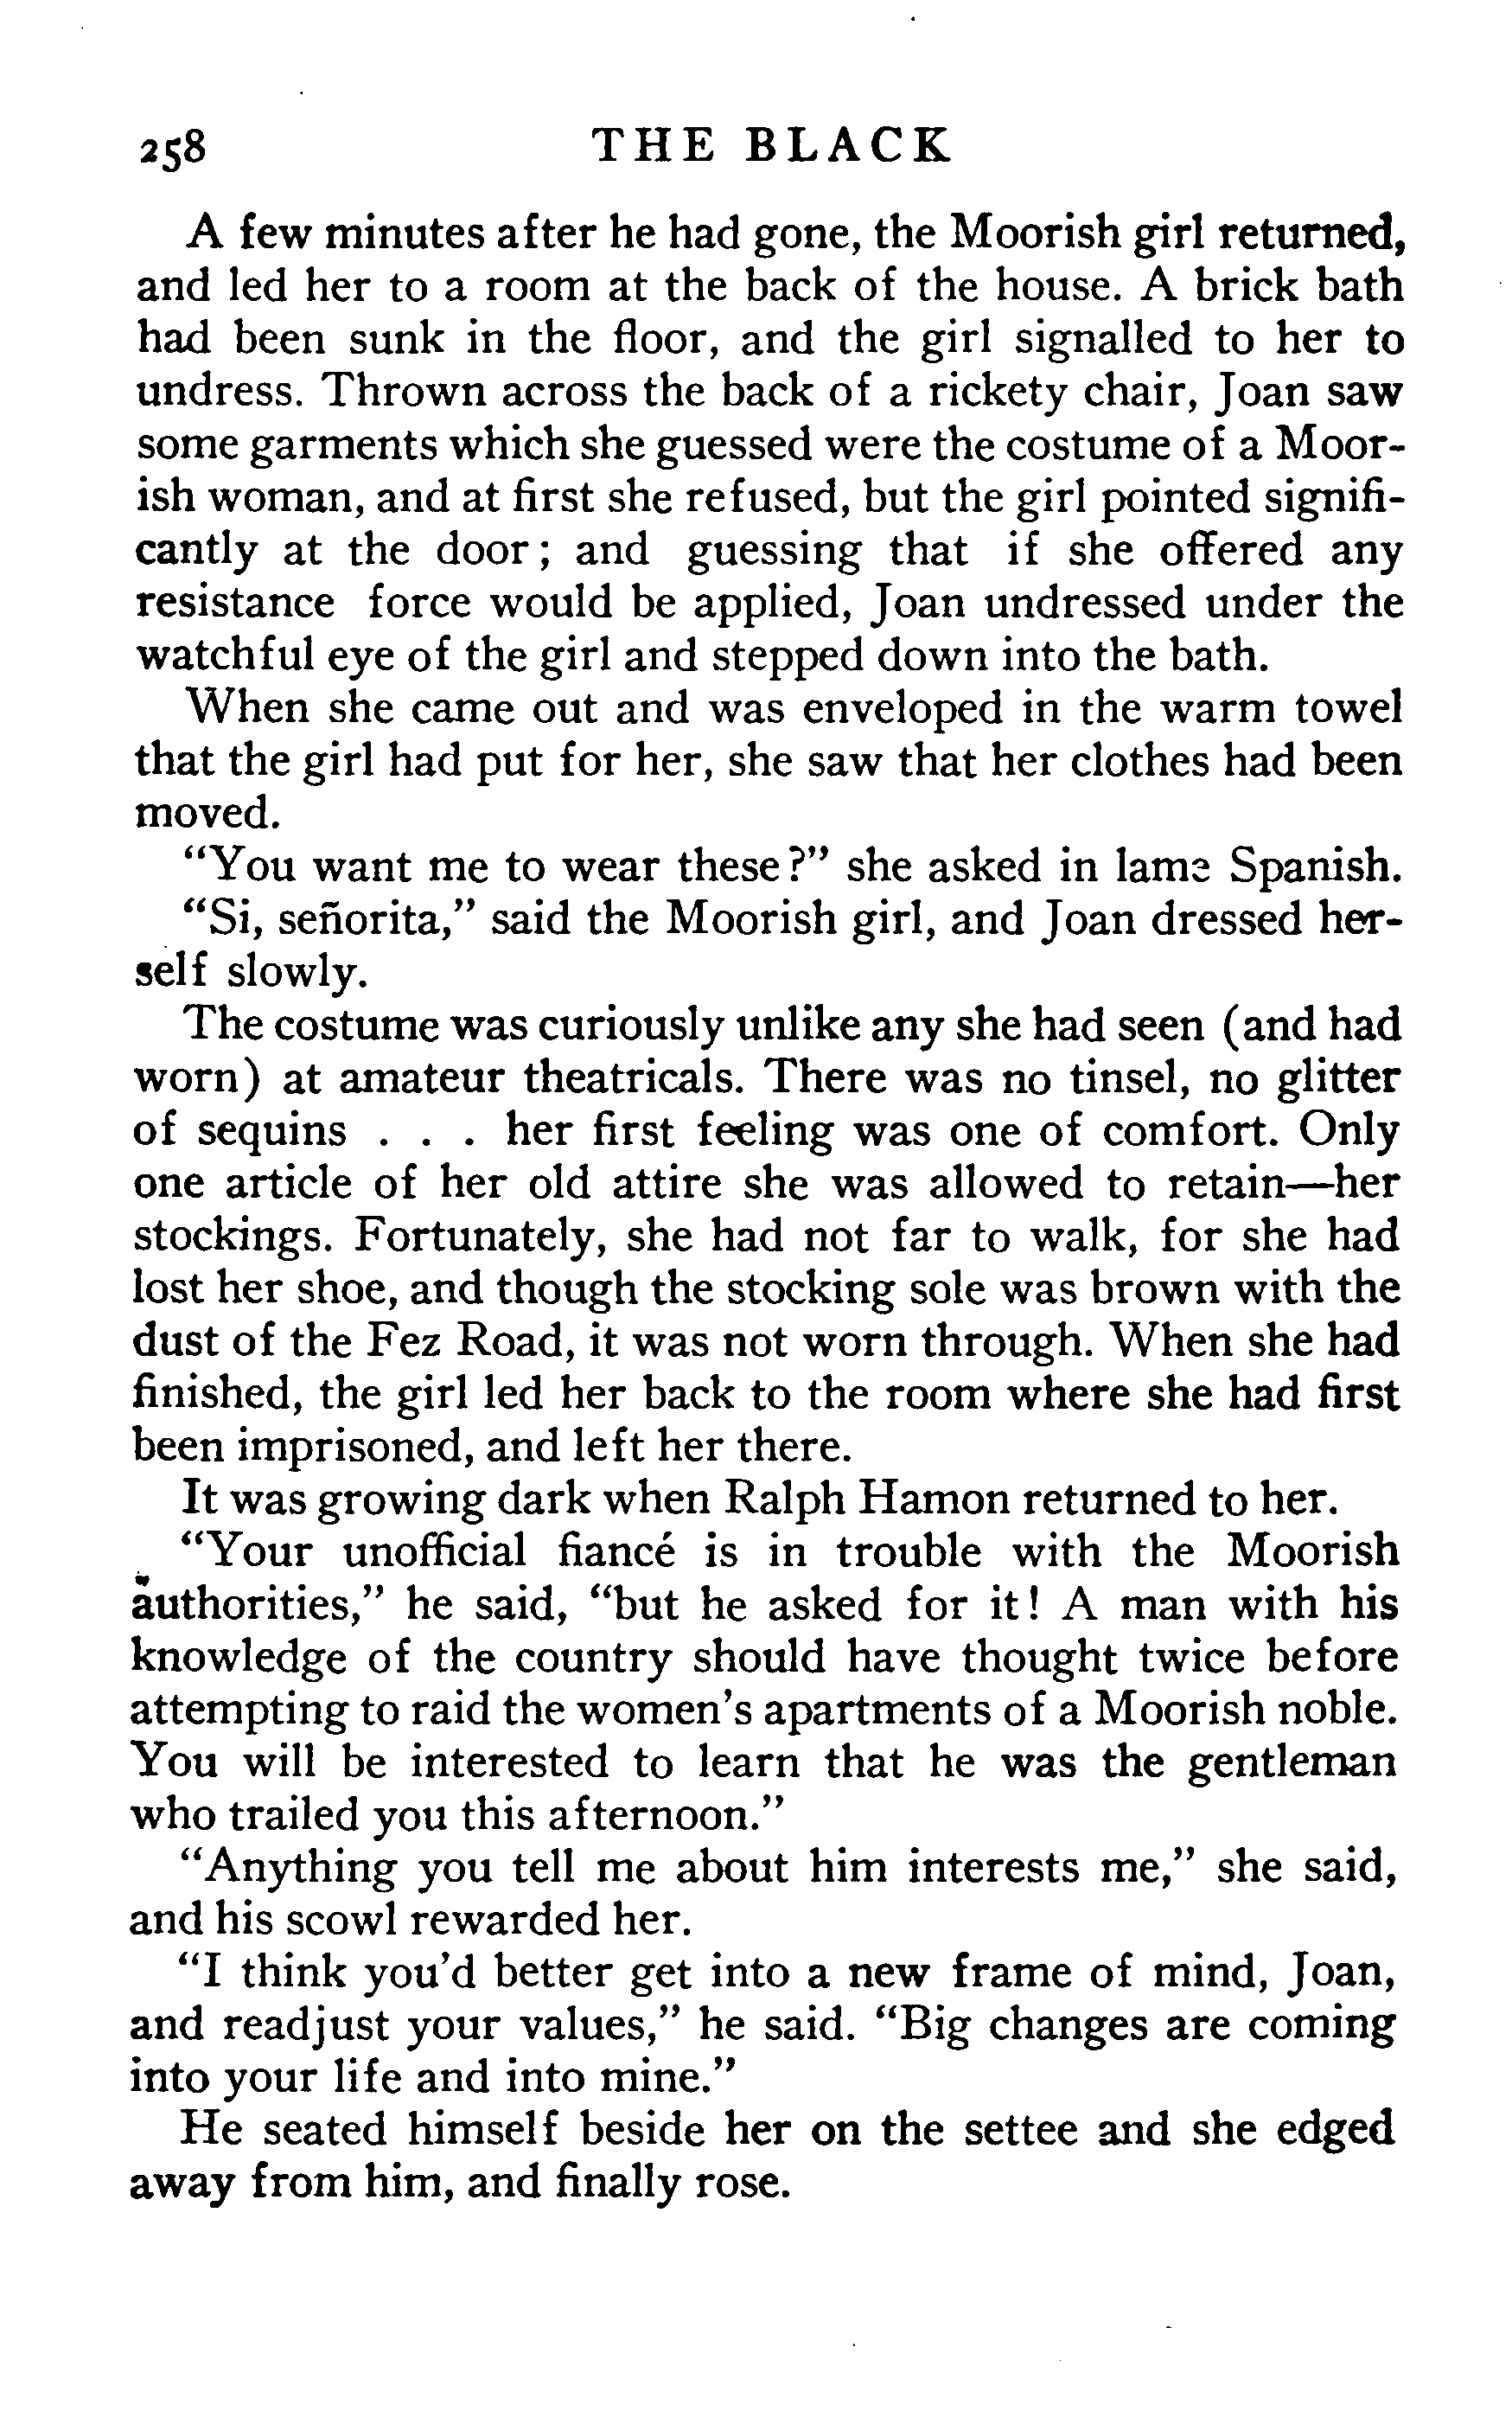 258 THE BLACK
A few minutes after he had gone, the Moorish girl returned,
and led her to a room at the back of the house. A brick bath
had been sunk in the floor, and the girl signalled to her to
undress. Thrown across the back of a rickety chair, Joan saw
some garments which she guessed were the costume of a Moor-
ish woman, and at first she refused, but the girl pointed signifi-
cantly at the door; and guessing that if she offered any
resistance force would be applied, Joan undressed under the
watchful eye of the girl and stepped down into the bath.
When she came out and was enveloped in the warm towel
that the girl had put for her, she saw that her clothes had been
moved.
"You want me to wear these?" she asked in lame Spanish.
"Si, señorita," said the Moorish girl, and Joan dressed her-
self slowly.
The costume was curiously unlike any she had seen (and had
worn) at amateur theatricals. There was no tinsel, no glitter
of sequins . . . her first feeling was one of comfort. Only
one article of her old attire she was allowed to retain—her
stockings. Fortunately, she had not far to walk, for she had
lost her shoe, and though the stocking sole was brown with the
dust of the Fez Road, it was not worn through. When she had
finished, the girl led her back to the room where she had first
been imprisoned, and left her there.
It was growing dark when Ralph Hamon returned to her.
"Your unofficial fiancé is in trouble with the Moorish
authorities," he said, "but he asked for it! A man with his
knowledge of the country should have thought twice before
attempting to raid the women's apartments of a Moorish noble.
You will be interested to learn that he was the gentleman
who trailed you this afternoon."
"Anything you tell me about him interests me," she said,
and his scowl rewarded her.
"I think you'd better get into a new frame of mind, Joan,
and readjust your values," he said. "Big changes are coming
into your life and into mine."
He seated himself beside her on the settee and she edged
away from him, and finally rose.